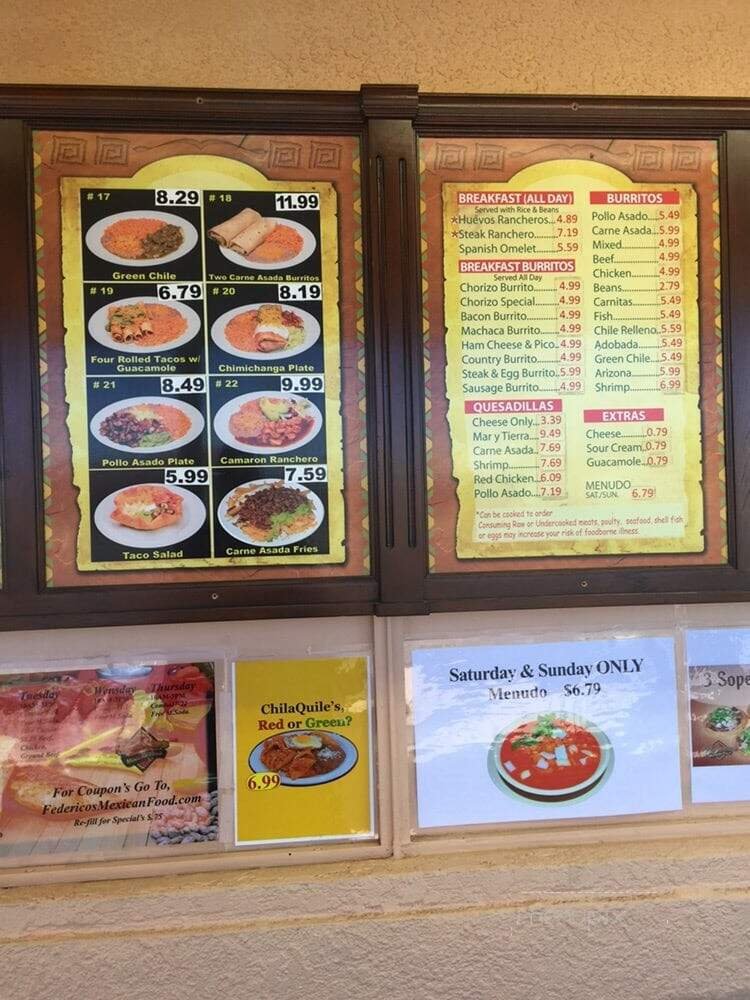 # 17 8.29
Green Chile
# 18 11.99
Two Carne Asada Burritos
# 19 6.79
Four Rolled Tacos w/
Guacamole
# 20 8.19
Chimichanga Plate
# 21 8.49
Pollo Asado Plate
# 22 9.99
Camaron Ranchero
5.99
Taco Salad
7.59
Carne Asada Fries
BREAKFAST (ALL DAY)
Served with Rice & Beans
*Huevos Rancheros...4.89
*Steak Ranchero........7.19
Spanish Omelet......5.59
BREAKFAST BURRITOS
Served All Day
Chorizo Burrito.......4.99
Chorizo Special......4.99
Bacon Burrito.........4.99
Machaca Burrito....4.99
Ham Cheese & Pico..4.99
Country Burrito......4.99
Steak & Egg Burrito..5.59
Sausage Burrito.....4.99
QUESADILLAS
Cheese Only...3.39
Mar y Tierra....9.49
Carne Asada..7.69
Shrimp...........7.69
Red Chicken...6.09
Pollo Asado....7.19
BURRITOS
Pollo Asado....5.49
Carne Asada...5.99
Mixed............4.99
Beef..............4.99
Chicken.........4.99
Beans............2.79
Carnitas.........5.49
Fish...............5.49
Chile Relleno..5.59
Adobada.......5.49
Green Chile....5.49
Arizona..........5.99
Shrimp..........6.99
EXTRAS
Cheese..........0.79
Sour Cream..0.79
Guacamole...0.79
MENUDO
SAT/SUN. 6.79
*Can be cooked to order
Consuming Raw or Undercooked meats, poulty, seafood, shell fish
or eggs may increase your risk of foodborne illness.
Tuesday
Wensday
Thursday
Chicken
Ground Beef
For Coupon's Go To,
FedericosMexicanFood.com
Re-fill for Special's $.75
ChilaQuile's,
Red or Green?
6.99
Saturday & Sunday ONLY
Menudo $6.79
3 Sope